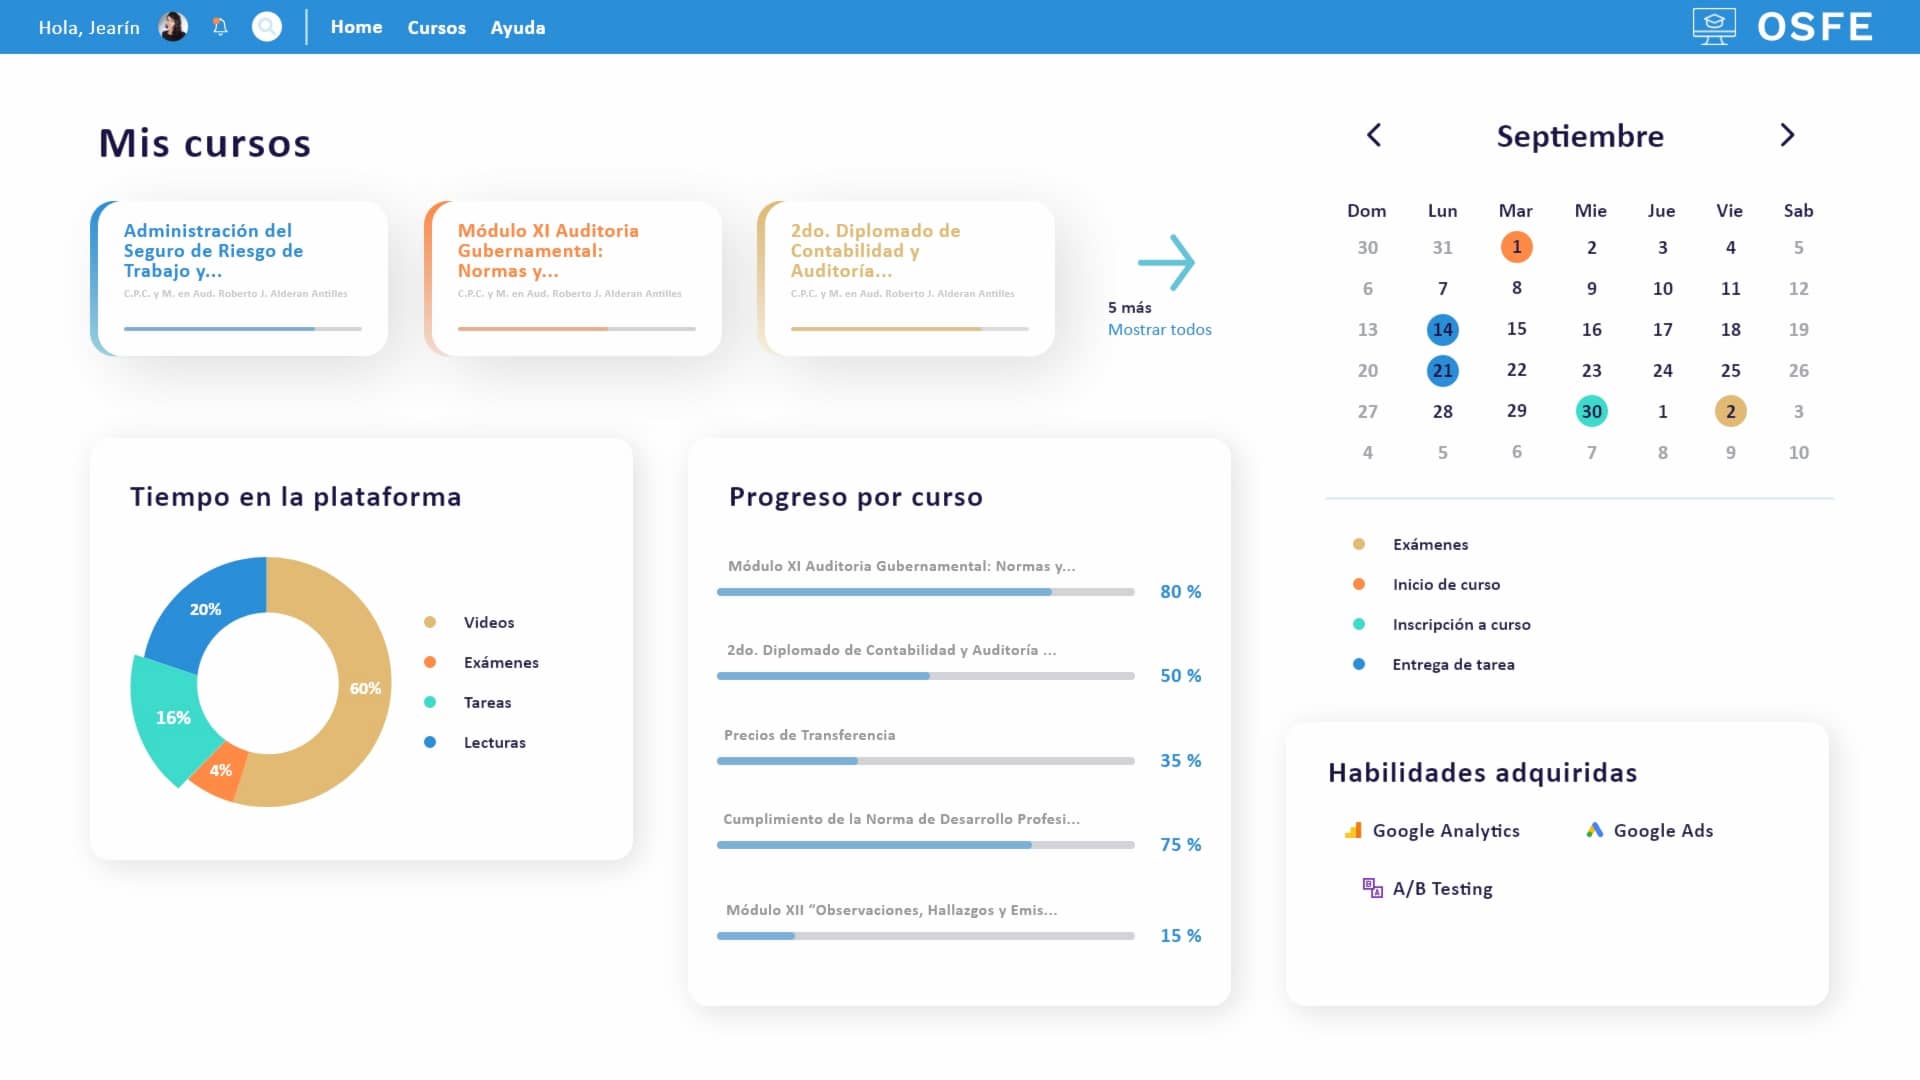 Hola, Jearín
Home
Cursos
Ayuda
OSFE
Mis cursos
Administración del
Seguro de Riesgo de
Trabajo y...
C.P.C. y M. en Aud. Roberto J. Alderan Antilles
Módulo XI Auditoria
Gubernamental:
Normas y...
C.P.C. y M. en Aud. Roberto J. Alderan Antilles
2do. Diplomado de
Contabilidad y
Auditoría...
C.P.C. y M. en Aud. Roberto J. Alderan Antilles
5 más
Mostrar todos
Tiempo en la plataforma
20%
60%
16%
4%
Videos
Exámenes
Tareas
Lecturas
Progreso por curso
Módulo XI Auditoria Gubernamental: Normas y...
80 %
2do. Diplomado de Contabilidad y Auditoría ...
50 %
Precios de Transferencia
35 %
Cumplimiento de la Norma de Desarrollo Profesi...
75 %
Módulo XII “Observaciones, Hallazgos y Emis...
15 %
Septiembre
Dom Lun Mar Mie Jue Vie Sab
30 31 1 2 3 4 5
6 7 8 9 10 11 12
13 14 15 16 17 18 19
20 21 22 23 24 25 26
27 28 29 30 1 2 3
4 5 6 7 8 9 10
Exámenes
Inicio de curso
Inscripción a curso
Entrega de tarea
Habilidades adquiridas
Google Analytics
Google Ads
B A
A/B Testing